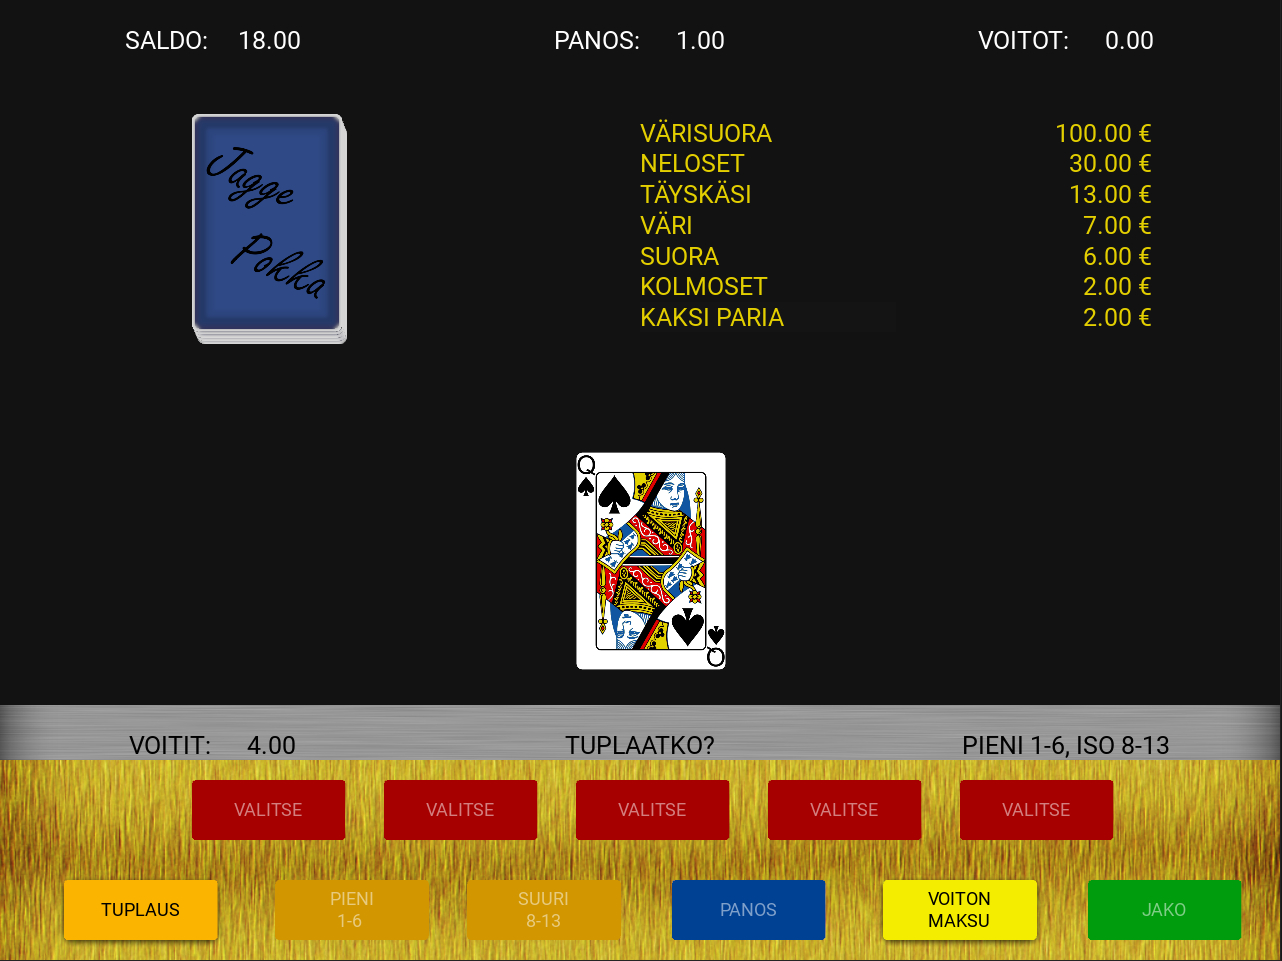 SALDO: 18.00 PANOS: 1.00 VOITOT: 0.00
Jagge
Pokka
VÄRISUORA 100.00 €
NELOSET 30.00 €
TÄYSKÄSI 13.00 €
VÄRI 7.00 €
SUORA 6.00 €
KOLMOSET 2.00 €
KAKSI PARIA 2.00 €
Q
Q
VOITIT: 4.00 TUPLAATKO? PIENI 1-6, ISO 8-13
VALITSE VALITSE VALITSE VALITSE VALITSE
TUPLAUS
PIENI
1-6
SUURI
8-13
PANOS
VOITON
MAKSU
JAKO